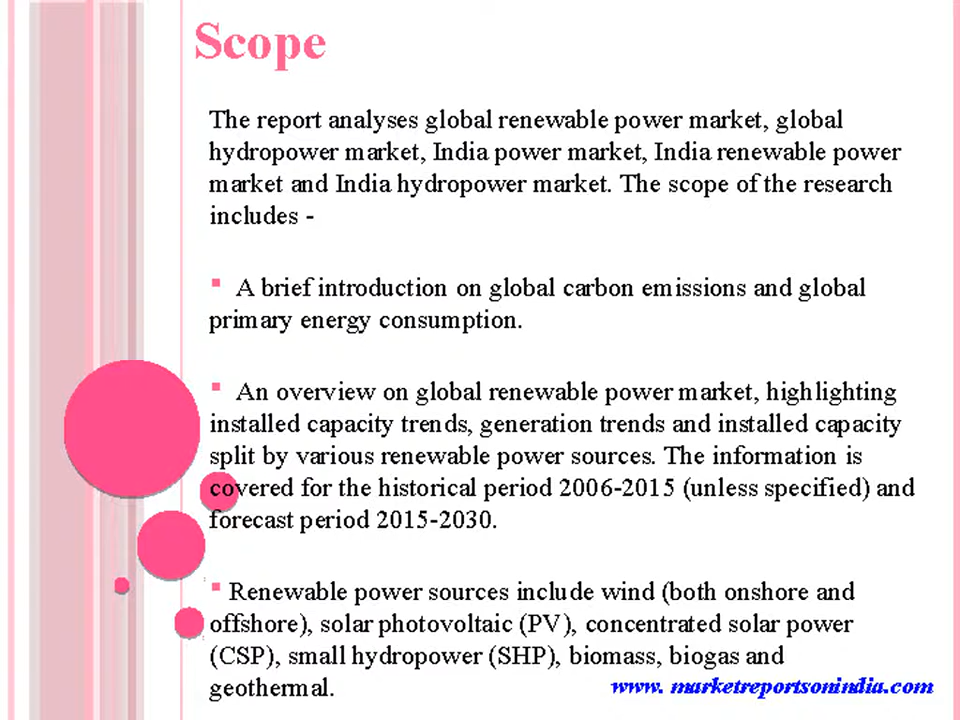 Scope
The report analyses global renewable power market, global
hydropower market, India power market, India renewable power
market and India hydropower market. The scope of the research
includes -
▪ A brief introduction on global carbon emissions and global
primary energy consumption.
▪ An overview on global renewable power market, highlighting
installed capacity trends, generation trends and installed capacity
split by various renewable power sources. The information is
covered for the historical period 2006-2015 (unless specified) and
forecast period 2015-2030.
▪ Renewable power sources include wind (both onshore and
offshore), solar photovoltaic (PV), concentrated solar power
(CSP), small hydropower (SHP), biomass, biogas and
geothermal.
www. marketreportsonindia.com